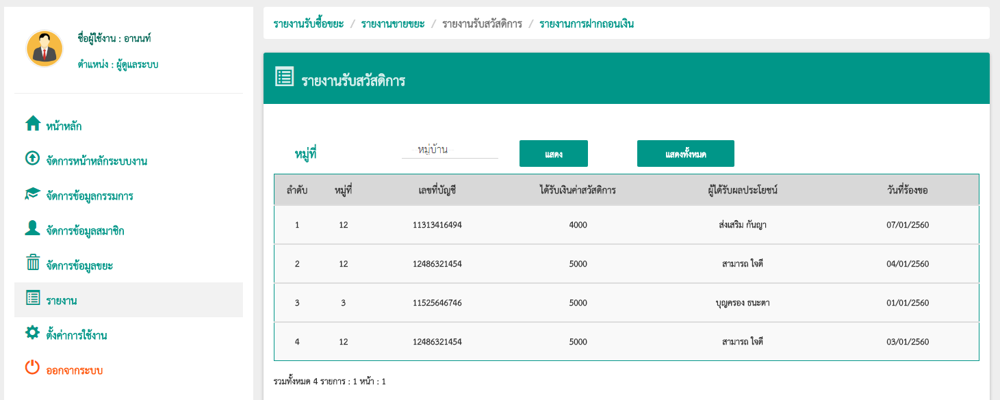 ชื่อผู้ใช้งาน : อานนท์
ตำแหน่ง : ผู้ดูแลระบบ
หน้าหลัก
จัดการหน้าหลักระบบงาน
จัดการข้อมูลกรรมการ
จัดการข้อมูลสมาชิก
จัดการข้อมูลขยะ
รายงาน
ตั้งค่าการใช้งาน
ออกจากระบบ
รายงานรับซื้อขยะ / รายงานขายขยะ / รายงานรับสวัสดิการ / รายงานการฝากถอนเงิน
รายงานรับสวัสดิการ
หมู่ที่ หมู่บ้าน แสดง แสดงทั้งหมด
ลำดับ หมู่ที่ เลขที่บัญชี ได้รับเงินค่าสวัสดิการ ผู้ได้รับผลประโยชน์ วันที่ร้องขอ
1 12 11313416494 4000 ส่งเสริม กันญา 07/01/2560
2 12 12486321454 5000 สามารถ ใจดี 04/01/2560
3 3 11525646746 5000 บุญครอง ธนะตา 01/01/2560
4 12 12486321454 5000 สามารถ ใจดี 03/01/2560
รวมทั้งหมด 4 รายการ : 1 หน้า : 1